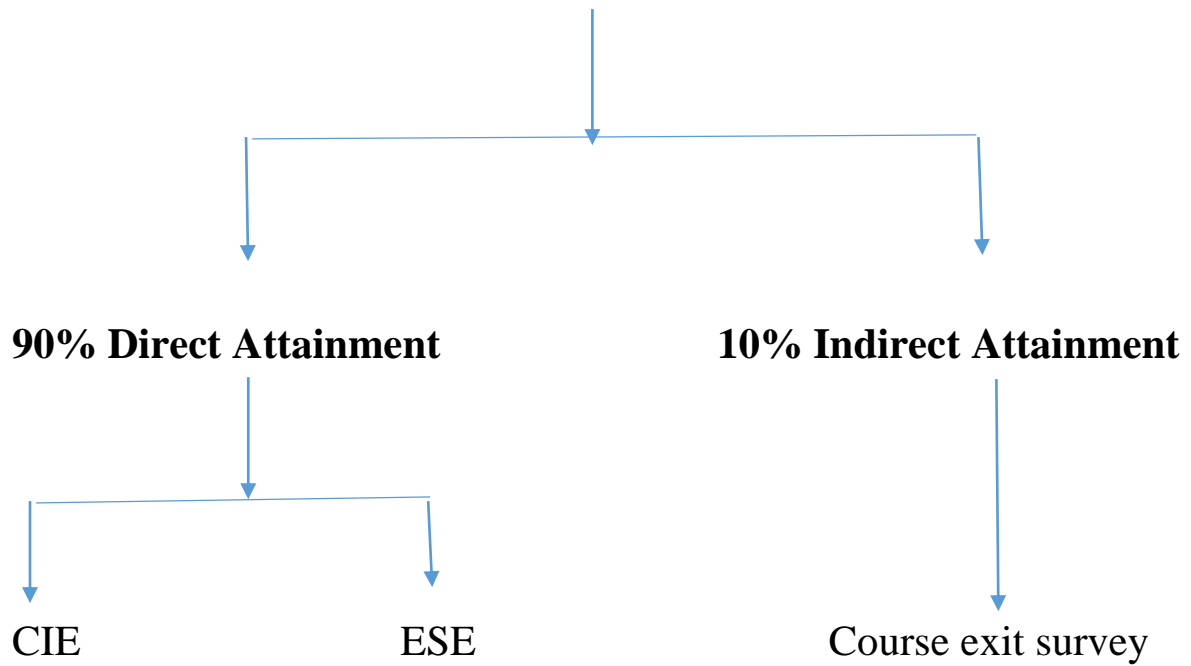 90% Direct Attainment 10% Indirect Attainment
CIE ESE Course exit survey